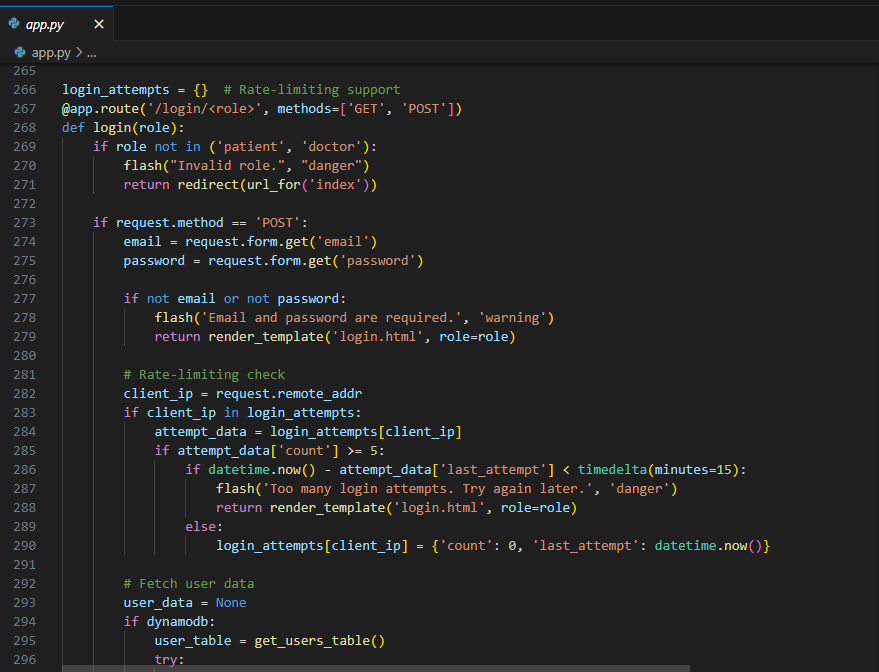 app.py ×
app.py > ...
265
266 login_attempts = {}  # Rate-limiting support
267 @app.route('/login/<role>', methods=['GET', 'POST'])
268 def login(role):
269     if role not in ('patient', 'doctor'):
270         flash("Invalid role.", "danger")
271         return redirect(url_for('index'))
272
273     if request.method == 'POST':
274         email = request.form.get('email')
275         password = request.form.get('password')
276
277         if not email or not password:
278             flash('Email and password are required.', 'warning')
279             return render_template('login.html', role=role)
280
281         # Rate-limiting check
282         client_ip = request.remote_addr
283         if client_ip in login_attempts:
284             attempt_data = login_attempts[client_ip]
285             if attempt_data['count'] >= 5:
286                 if datetime.now() - attempt_data['last_attempt'] < timedelta(minutes=15):
287                     flash('Too many login attempts. Try again later.', 'danger')
288                     return render_template('login.html', role=role)
289                 else:
290                     login_attempts[client_ip] = {'count': 0, 'last_attempt': datetime.now()}
291
292         # Fetch user data
293         user_data = None
294         if dynamodb:
295             user_table = get_users_table()
296             try: